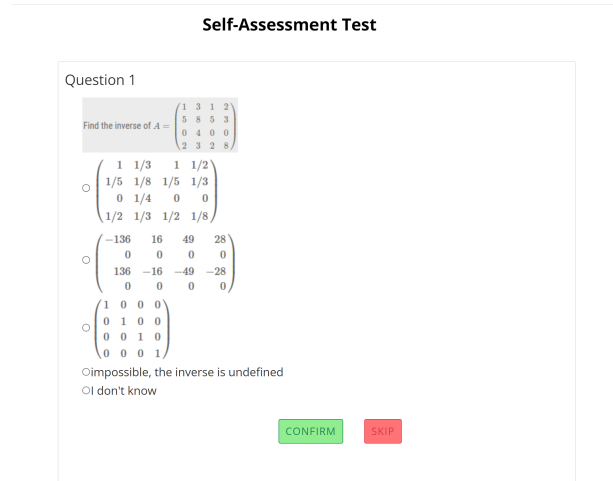 Self-Assessment Test
Question 1
Find the inverse of A =
1 3 1 2
5 8 5 3
0 4 0 0
2 3 2 8
1 1/3 1 1/2
1/5 1/8 1/5 1/3
0 1/4 0 0
1/2 1/3 1/2 1/8
−136 16 49 28
0 0 0 0
136 −16 −49 −28
0 0 0 0
1 0 0 0
0 1 0 0
0 0 1 0
0 0 0 1
impossible, the inverse is undefined
I don't know
CONFIRM SKIP